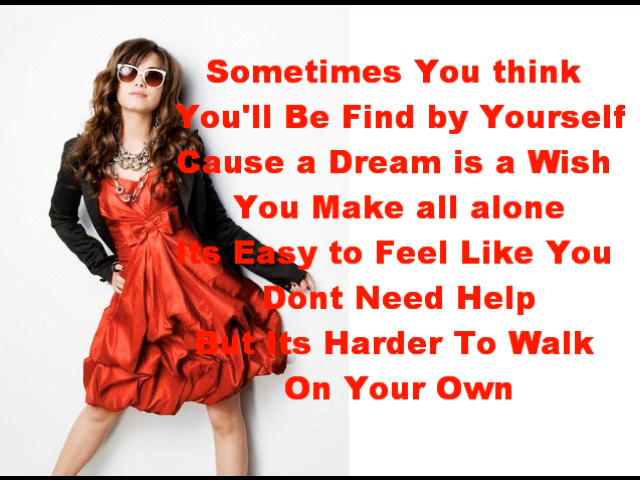 Sometimes You think
You'll Be Find by Yourself
Cause a Dream is a Wish
You Make all alone
Its Easy to Feel Like You
Dont Need Help
But Its Harder To Walk
On Your Own